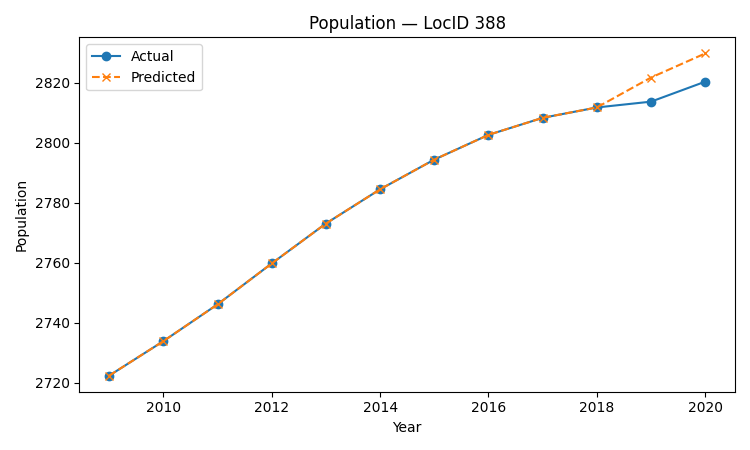 Population — LocID 388
Actual
Predicted
Population
2820
2800
2780
2760
2740
2720
2010 2012 2014 2016 2018 2020
Year